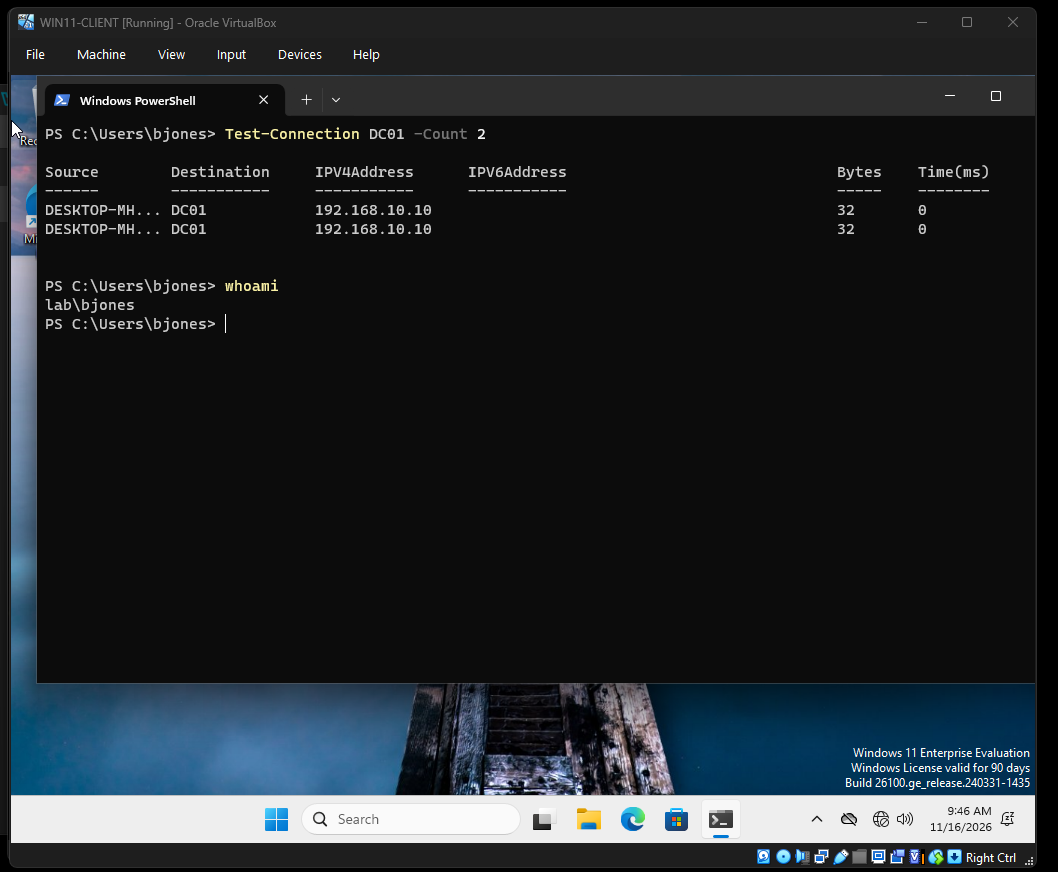 WIN11-CLIENT [Running] - Oracle VirtualBox
File Machine View Input Devices Help
Windows PowerShell
PS C:\Users\bjones> Test-Connection DC01 -Count 2
Source Destination IPV4Address IPV6Address Bytes Time(ms)
------ ----------- ----------- ----------- ----- --------
DESKTOP-MH... DC01 192.168.10.10 32 0
DESKTOP-MH... DC01 192.168.10.10 32 0
PS C:\Users\bjones> whoami
lab\bjones
PS C:\Users\bjones>
Windows 11 Enterprise Evaluation
Windows License valid for 90 days
Build 26100.ge_release.240331-1435
Search
9:46 AM
11/16/2026
Right Ctrl